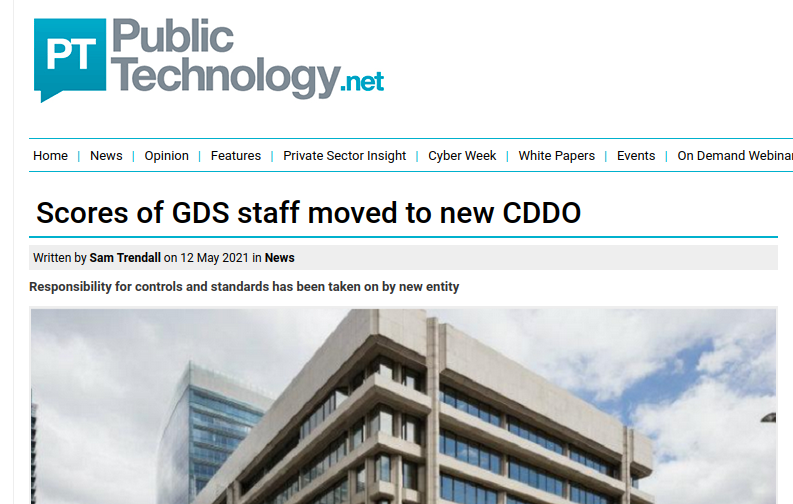 PT Public
Technology.net
Home | News | Opinion | Features | Private Sector Insight | Cyber Week | White Papers | Events | On Demand Webinar
Scores of GDS staff moved to new CDDO
Written by Sam Trendall on 12 May 2021 in News
Responsibility for controls and standards has been taken on by new entity